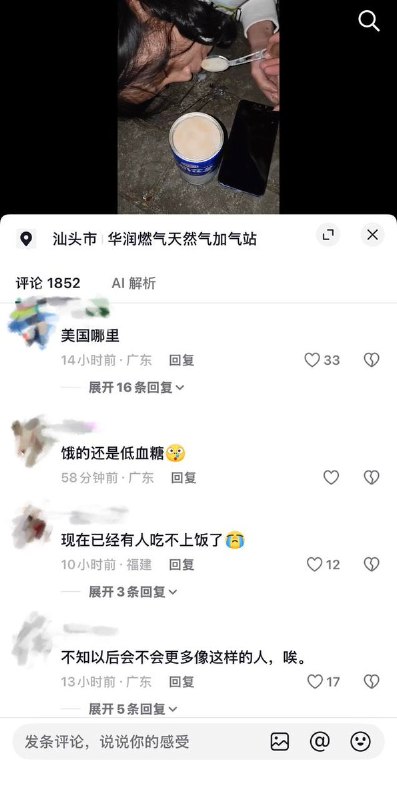 汕头市 华润燃气天然气加气站
评论 1852 AI 解析
美国哪里
14小时前 · 广东 回复 33
展开 16 条回复
饿的还是低血糖😲
58分钟前 · 广东 回复
现在已经有人吃不上饭了😭
10小时前 · 福建 回复 12
展开 3 条回复
不知以后会不会更多像这样的人，唉。
13小时前 · 广东 回复 17
展开 5 条回复
发条评论，说说你的感受 @